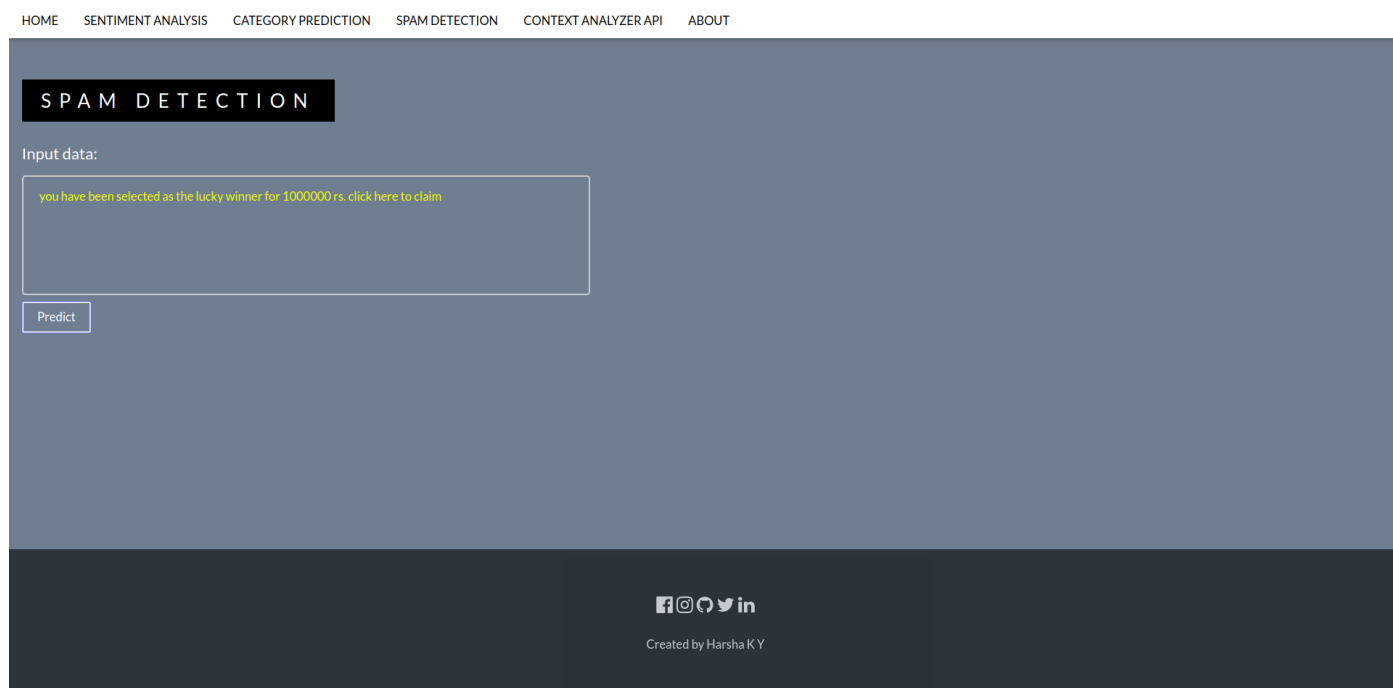 HOME SENTIMENT ANALYSIS CATEGORY PREDICTION SPAM DETECTION CONTEXT ANALYZER API ABOUT
SPAM DETECTION
Input data:
you have been selected as the lucky winner for 1000000 rs. click here to claim
Predict
Created by Harsha K Y